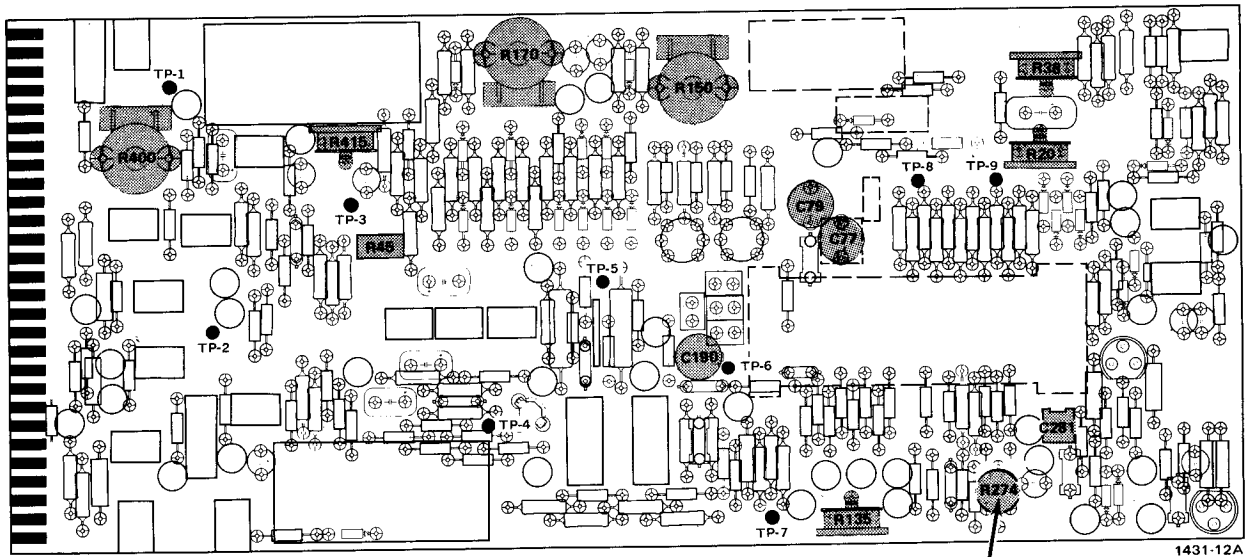 R170
R150
R36
TP-1
R415
R400
R20
TP-8
TP-9
TP-3
C79
C77
R45
TP-5
TP-2
C190
TP-6
TP-4
C281
R274
R135
TP-7
1431-12A